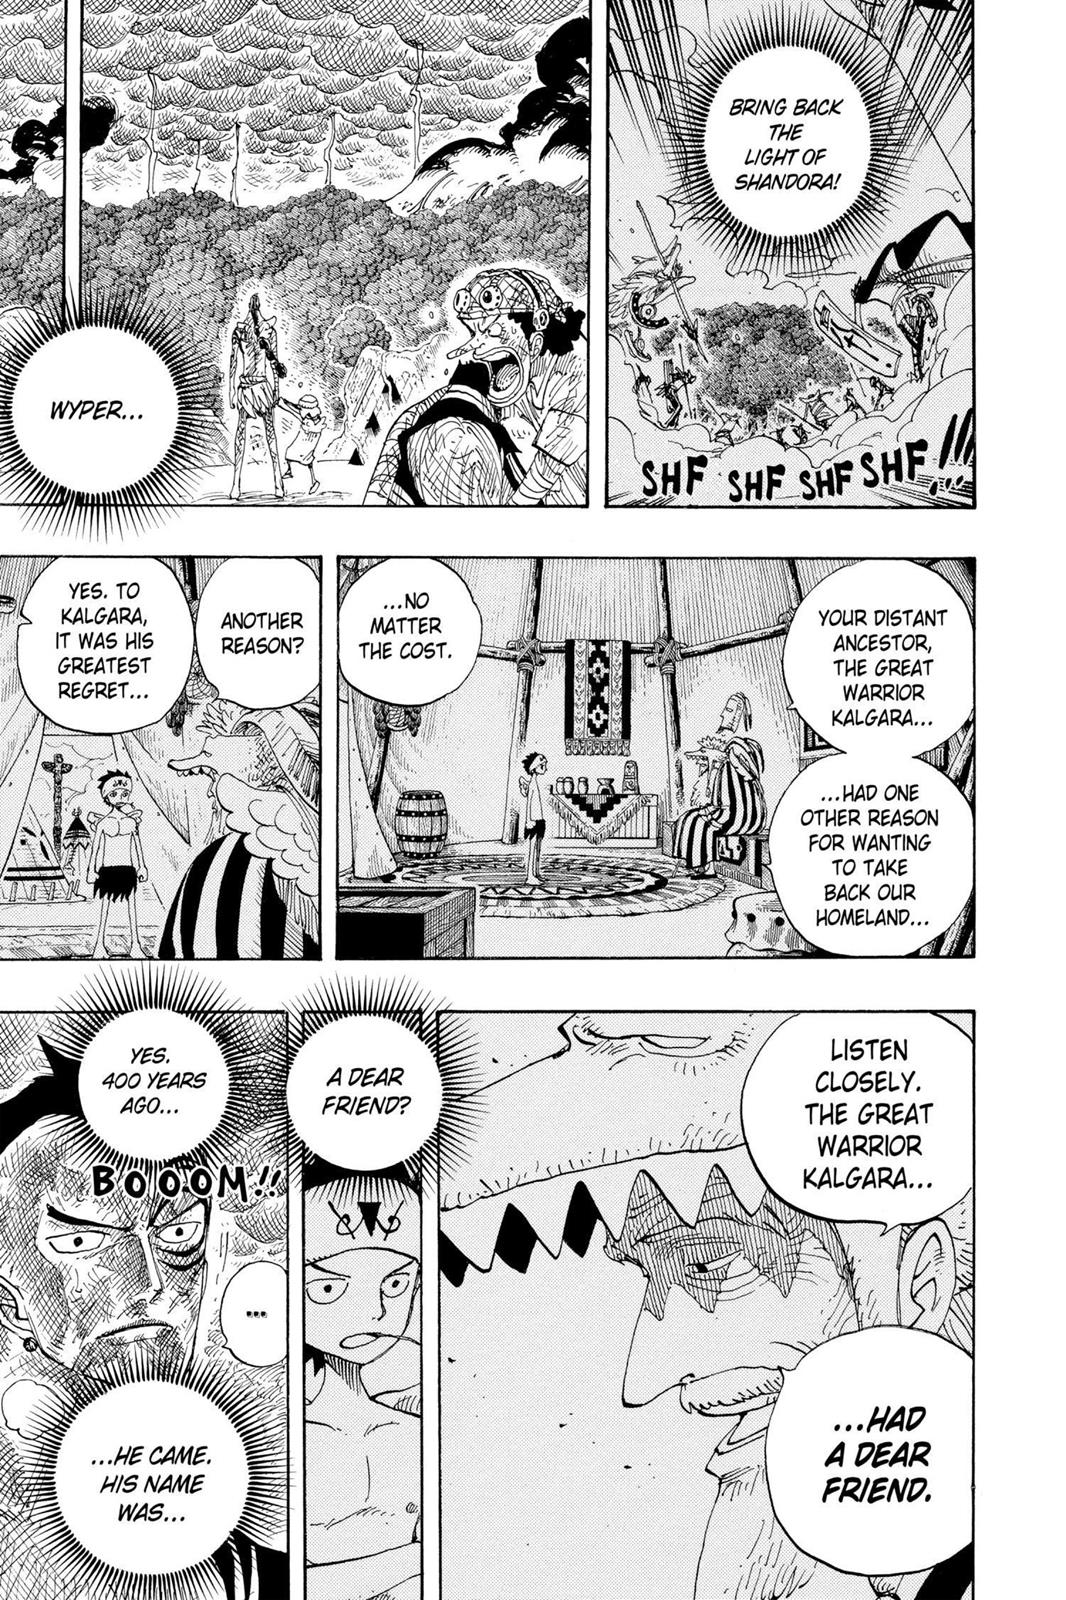 BRING BACK
THE
LIGHT OF
SHANDORA!
SHF SHF SHF SHF!!!
WYPER...
YOUR DISTANT
ANCESTOR,
THE GREAT
WARRIOR
KALGARA...
...HAD ONE
OTHER REASON
FOR WANTING
TO TAKE
BACK OUR
HOMELAND...
...NO
MATTER
THE COST.
ANOTHER
REASON?
YES. TO
KALGARA,
IT WAS HIS
GREATEST
REGRET...
LISTEN
CLOSELY.
THE GREAT
WARRIOR
KALGARA...
...HAD
A DEAR
FRIEND.
A DEAR
FRIEND?
YES.
400 YEARS
AGO...
BOOOM!!
...
...HE CAME.
HIS NAME
WAS...